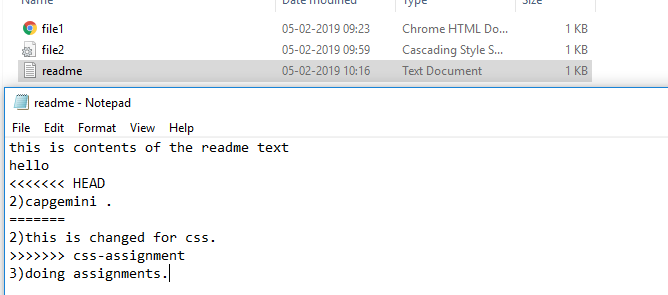 Name Date modified Type Size
file1 05-02-2019 09:23 Chrome HTML Do... 1 KB
file2 05-02-2019 09:59 Cascading Style S... 1 KB
readme 05-02-2019 10:16 Text Document 1 KB
readme - Notepad
File Edit Format View Help
this is contents of the readme text
hello
<<<<<<< HEAD
2)capgemini .
=======
2)this is changed for css.
>>>>>>> css-assignment
3)doing assignments.